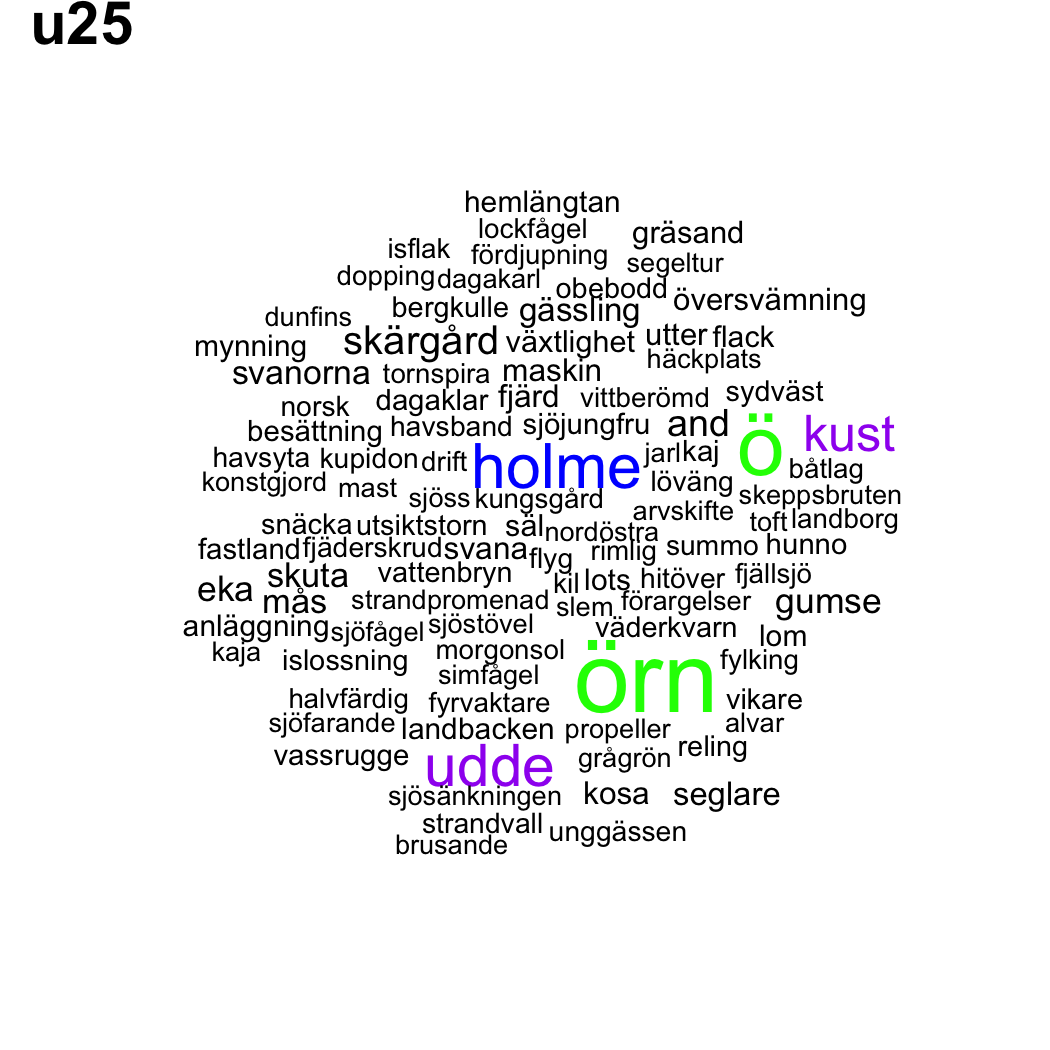 u25
hemlängtan
lockfågel gräsand
isflak fördjupning segeltur
dopping dagakarl obebodd översvämning
dunfins bergkulle gässling
mynning skärgård växtlighet utter flack
häckplats
svanorna tornspira maskin
norsk dagaklar fjärd vittberömd sydväst
besättning havsband sjöjungfru and ö kust
havsyta kupidon drift holme jarl kaj båtlag
konstgjord mast sjöss kungsgård löväng skeppsbruten
snäcka utsiktstorn säl nordöstra arvskifte toft landborg
fastland fjäderskrud svana flyg rimlig summo hunno
eka skuta vattenbryn kil lots hitöver fjällsjö
mås strandpromenad slem förargelser gumse
anläggning sjöfågel sjöstövel väderkvarn lom
kaja islossning morgonsol örn fylking
simfågel
halvfärdig fyrvaktare vikare
sjöfarande landbacken propeller alvar
vassrugge udde grågrön reling
sjösänkningen kosa seglare
strandvall unggässen
brusande